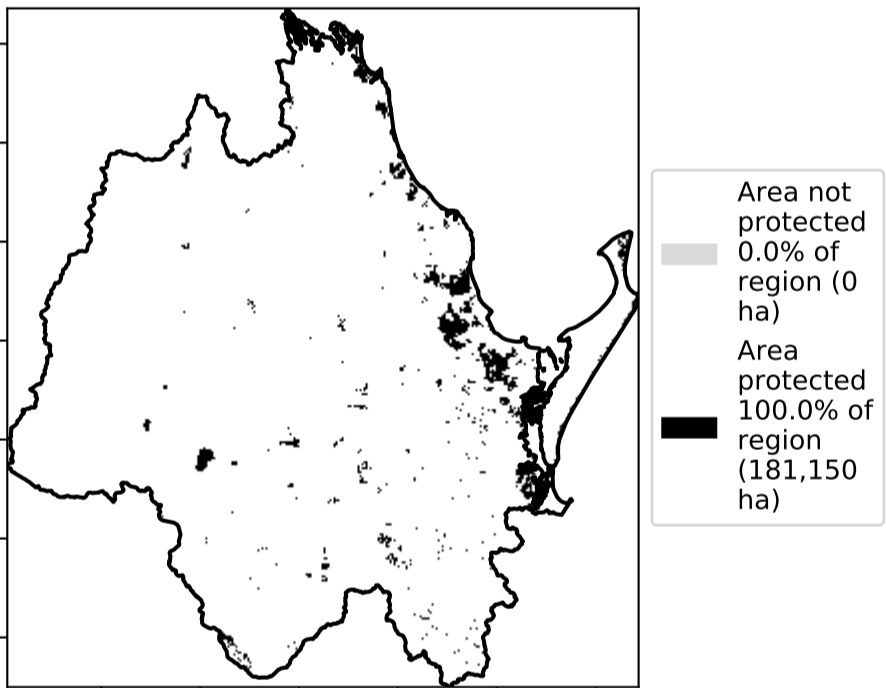 Area not
protected
0.0% of
region (0
ha)
Area
protected
100.0% of
region
(181,150
ha)